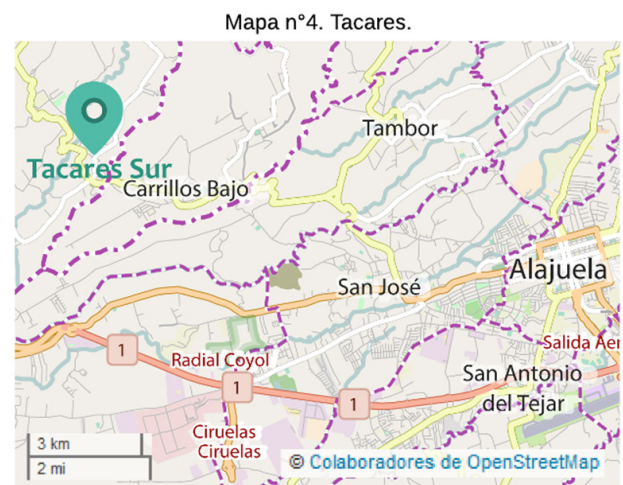 Mapa n°4. Tacares.
Tambor
Tacares Sur
Carrillos Bajo
Alajuela
San José
1
Salida Aer
Radial Coyol
San Antonio
del Tejar
1
1
Ciruelas
Ciruelas
3 km
2 mi
© Colaboradores de OpenStreetMap